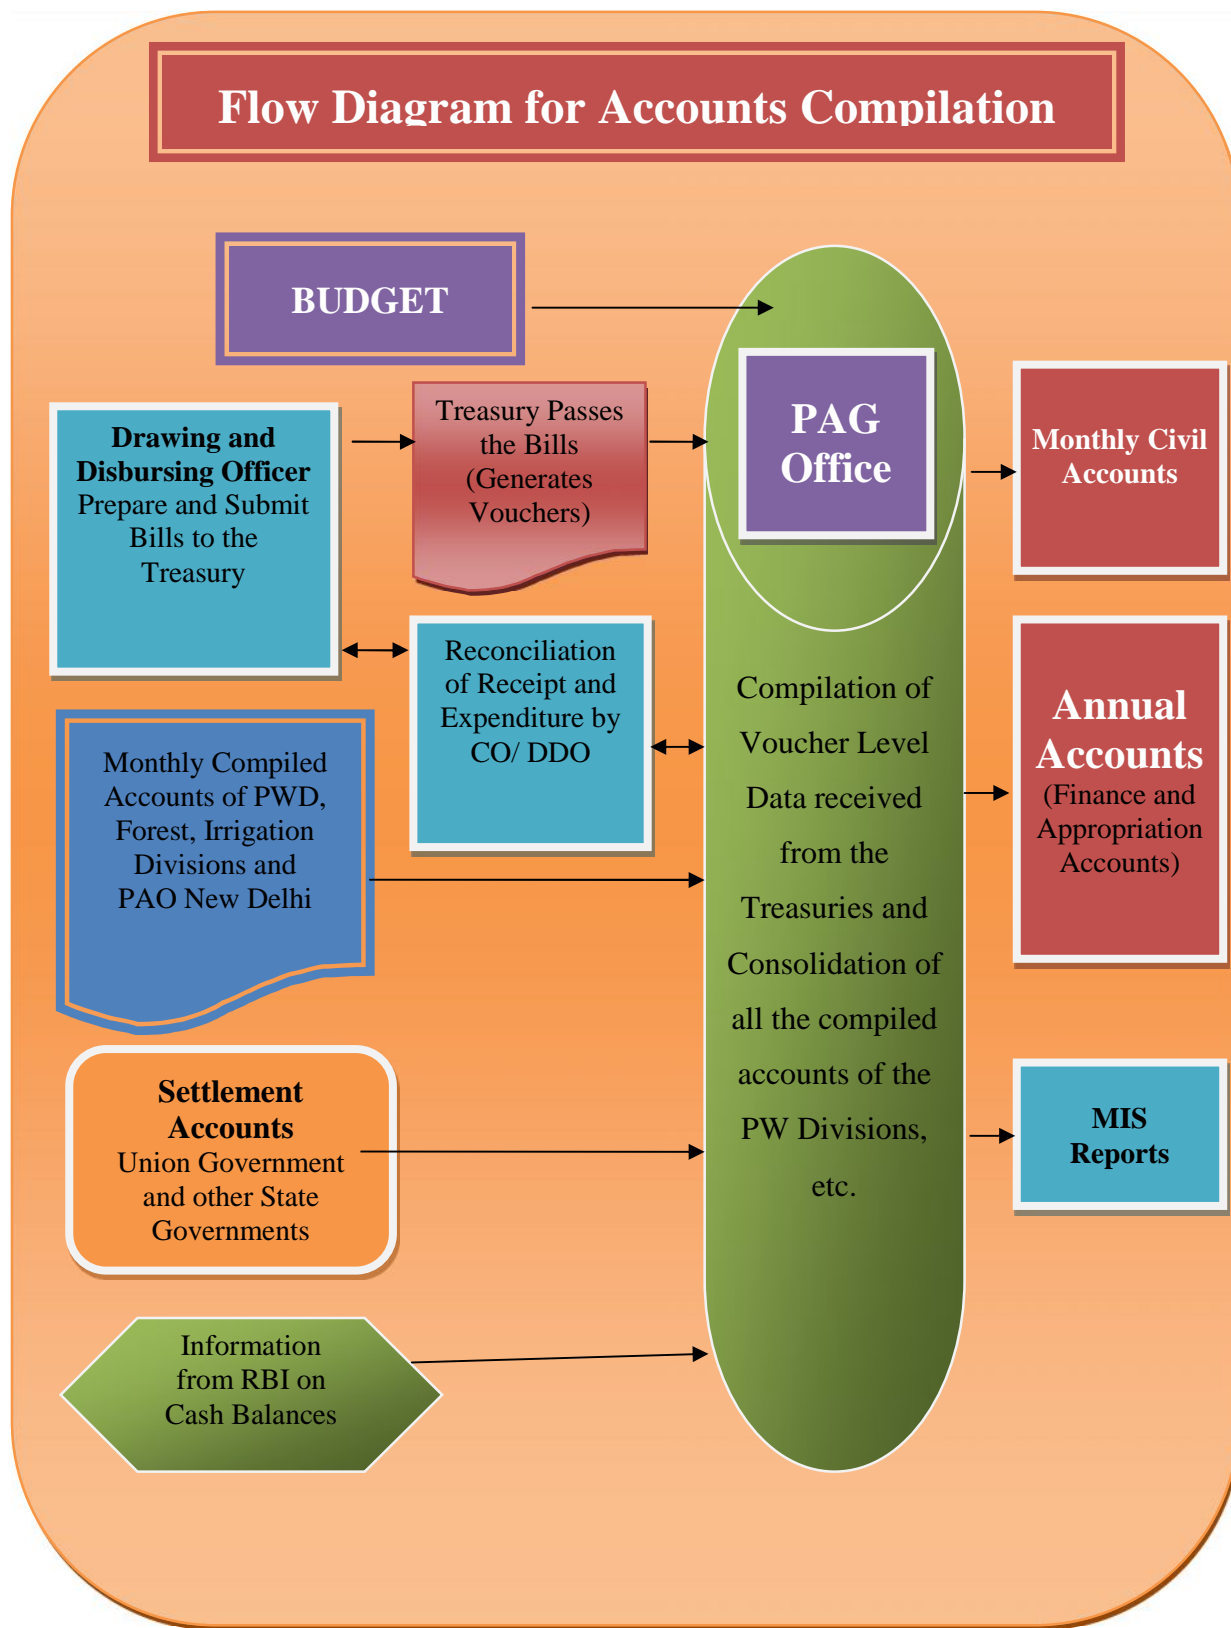 Flow Diagram for Accounts Compilation
BUDGET
Drawing and
Disbursing Officer
Prepare and Submit
Bills to the
Treasury
Treasury Passes
the Bills
(Generates
Vouchers)
PAG
Office
Monthly Civil
Accounts
Reconciliation
of Receipt and
Expenditure by
CO/ DDO
Monthly Compiled
Accounts of PWD,
Forest, Irrigation
Divisions and
PAO New Delhi
Compilation of
Voucher Level
Data received
from the
Treasuries and
Consolidation of
all the compiled
accounts of the
PW Divisions,
etc.
Annual
Accounts
(Finance and
Appropriation
Accounts)
Settlement
Accounts
Union Government
and other State
Governments
MIS
Reports
Information
from RBI on
Cash Balances